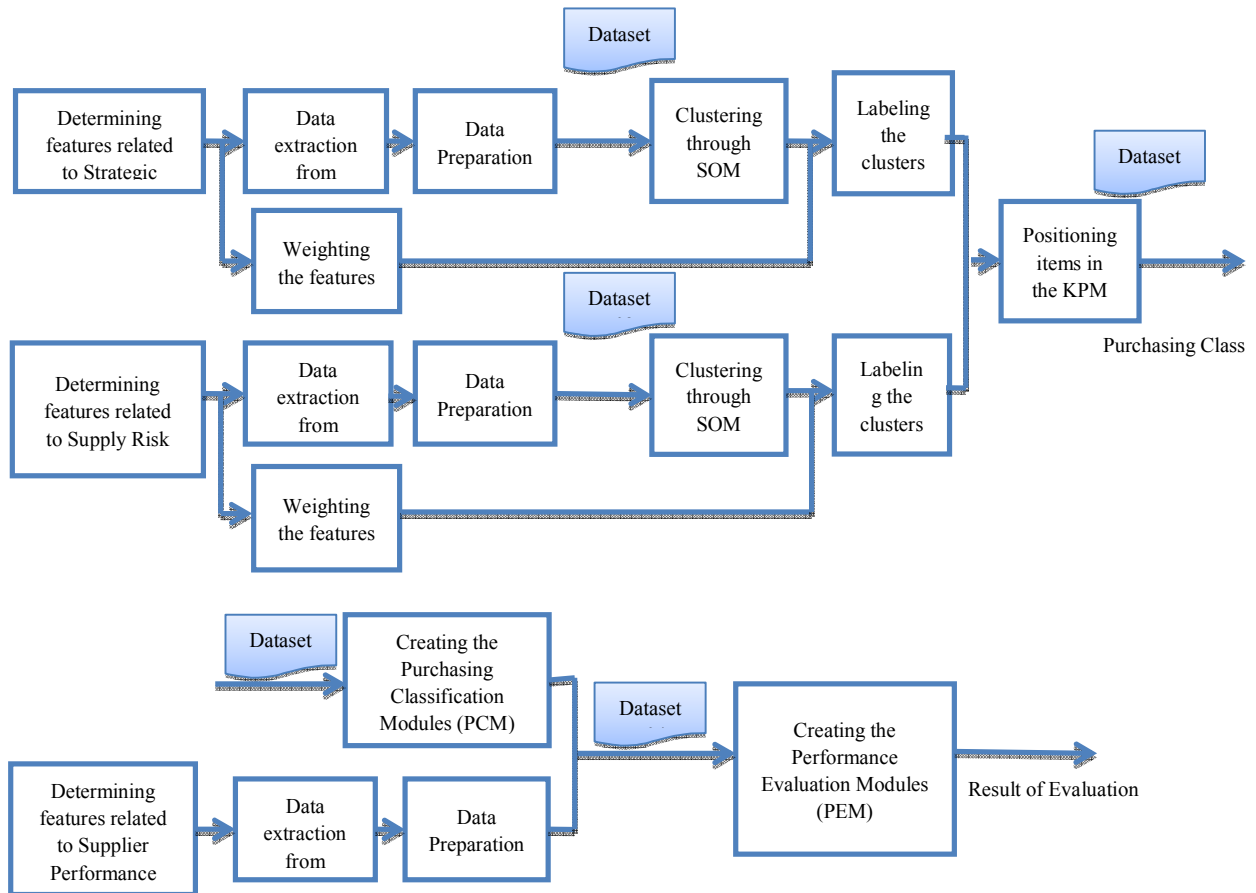 Dataset
Determining
features related
to Strategic
Data
extraction
from
Data
Preparation
Clustering
through
SOM
Labeling
the
clusters
Dataset
Weighting
the features
Positioning
items in
the KPM
Dataset
Purchasing Class
Determining
features related
to Supply Risk
Data
extraction
from
Data
Preparation
Clustering
through
SOM
Labelin
g the
clusters
Weighting
the features
Dataset
Creating the
Purchasing
Classification
Modules (PCM)
Dataset
Creating the
Performance
Evaluation Modules
(PEM)
Result of Evaluation
Determining
features related
to Supplier
Performance
Data
extraction
from
Data
Preparation